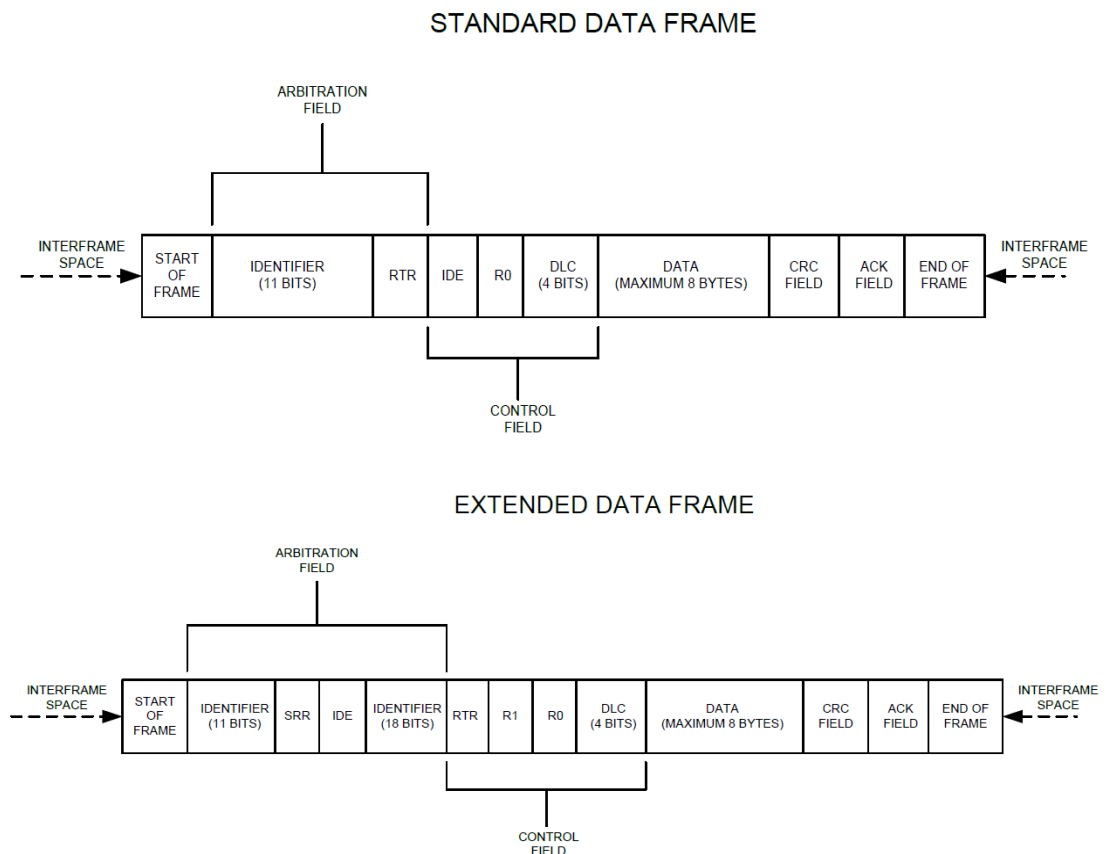 STANDARD DATA FRAME
ARBITRATION
FIELD
INTERFRAME
SPACE
START
OF
FRAME
IDENTIFIER
(11 BITS)
RTR
IDE
R0
DLC
(4 BITS)
DATA
(MAXIMUM 8 BYTES)
CRC
FIELD
ACK
FIELD
END OF
FRAME
INTERFRAME
SPACE
CONTROL
FIELD
EXTENDED DATA FRAME
ARBITRATION
FIELD
INTERFRAME
SPACE
START
OF
FRAME
IDENTIFIER
(11 BITS)
SRR
IDE
IDENTIFIER
(18 BITS)
RTR
R1
R0
DLC
(4 BITS)
DATA
(MAXIMUM 8 BYTES)
CRC
FIELD
ACK
FIELD
END OF
FRAME
INTERFRAME
SPACE
CONTROL
FIELD